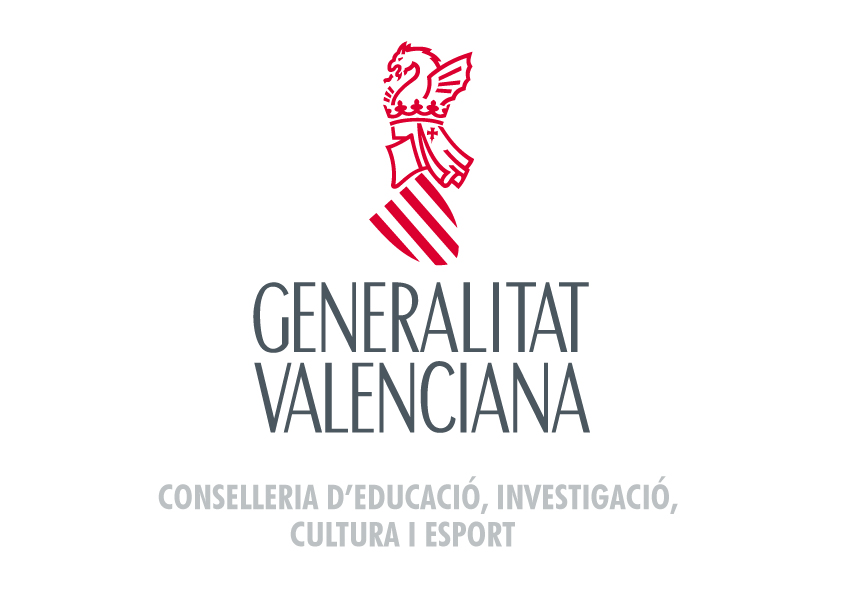 GENERALITAT
VALENCIANA
CONSELLERIA D'EDUCACIÓ, INVESTIGACIÓ,
CULTURA I ESPORT